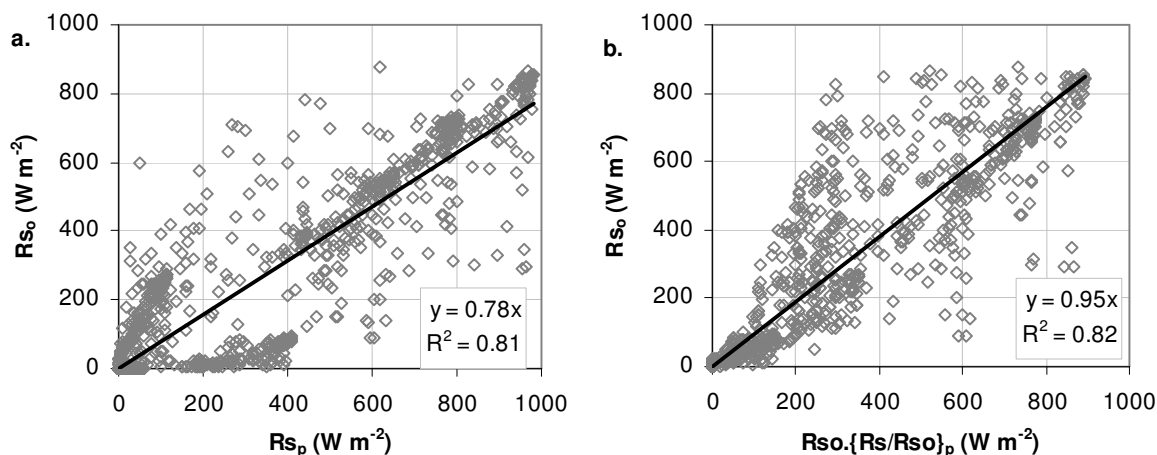 a.
1000
800
600
400
200
0
Rsₒ (W m⁻²)
y = 0.78x
R² = 0.81
0 200 400 600 800 1000
Rsₚ (W m⁻²)
b.
1000
800
600
400
200
0
Rsₒ (W m⁻²)
y = 0.95x
R² = 0.82
0 200 400 600 800 1000
Rso.{Rs/Rso}ₚ (W m⁻²)